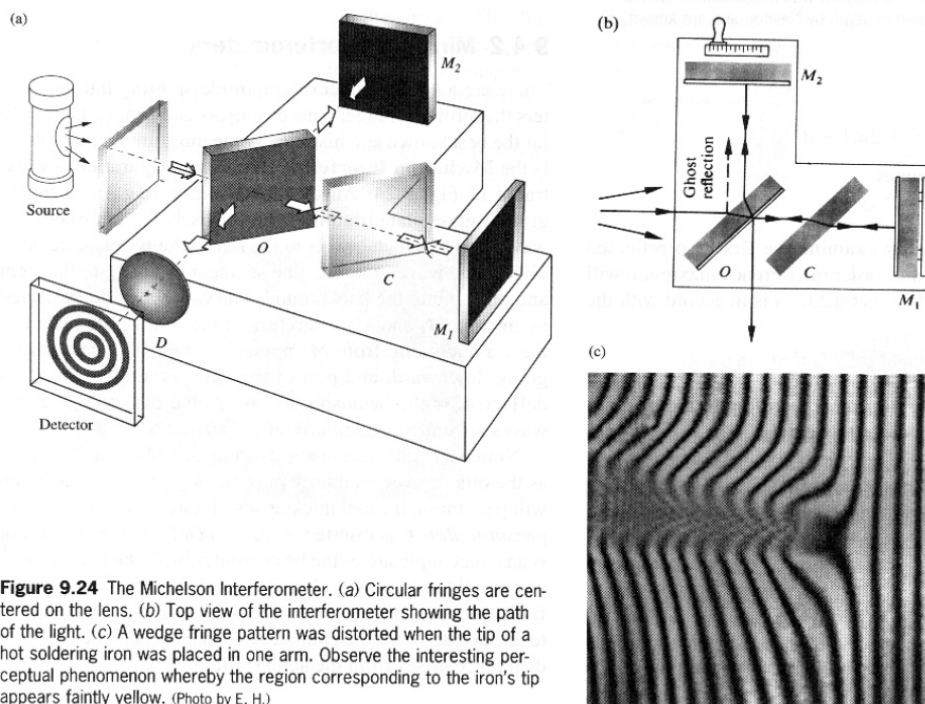 (a)
M₂
Source
O
C
M₁
D
Detector
(b)
M₂
Ghost
reflection
O
C
M₁
(c)
Figure 9.24 The Michelson Interferometer. (a) Circular fringes are cen-
tered on the lens. (b) Top view of the interferometer showing the path
of the light. (c) A wedge fringe pattern was distorted when the tip of a
hot soldering iron was placed in one arm. Observe the interesting per-
ceptual phenomenon whereby the region corresponding to the iron's tip
appears faintly yellow. (Photo by E. H.)